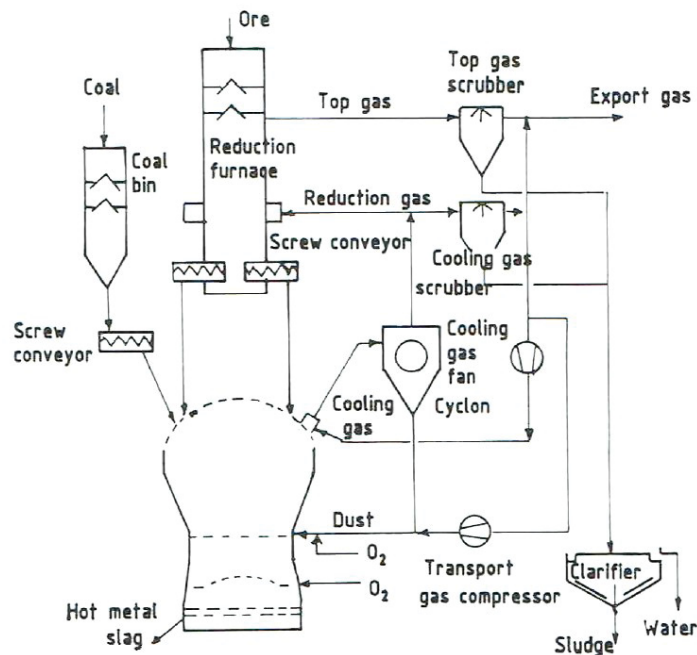 Ore
Top gas
scrubber
Coal
Top gas
Export gas
Coal
bin
Reduction
furnace
Reduction gas
Screw conveyor
Cooling gas
scrubber
Screw
conveyor
Cooling
gas
fan
Cooling
gas
Cyclon
Dust
O₂
O₂
Transport
gas compressor
Clarifier
Hot metal
slag
Water
Sludge